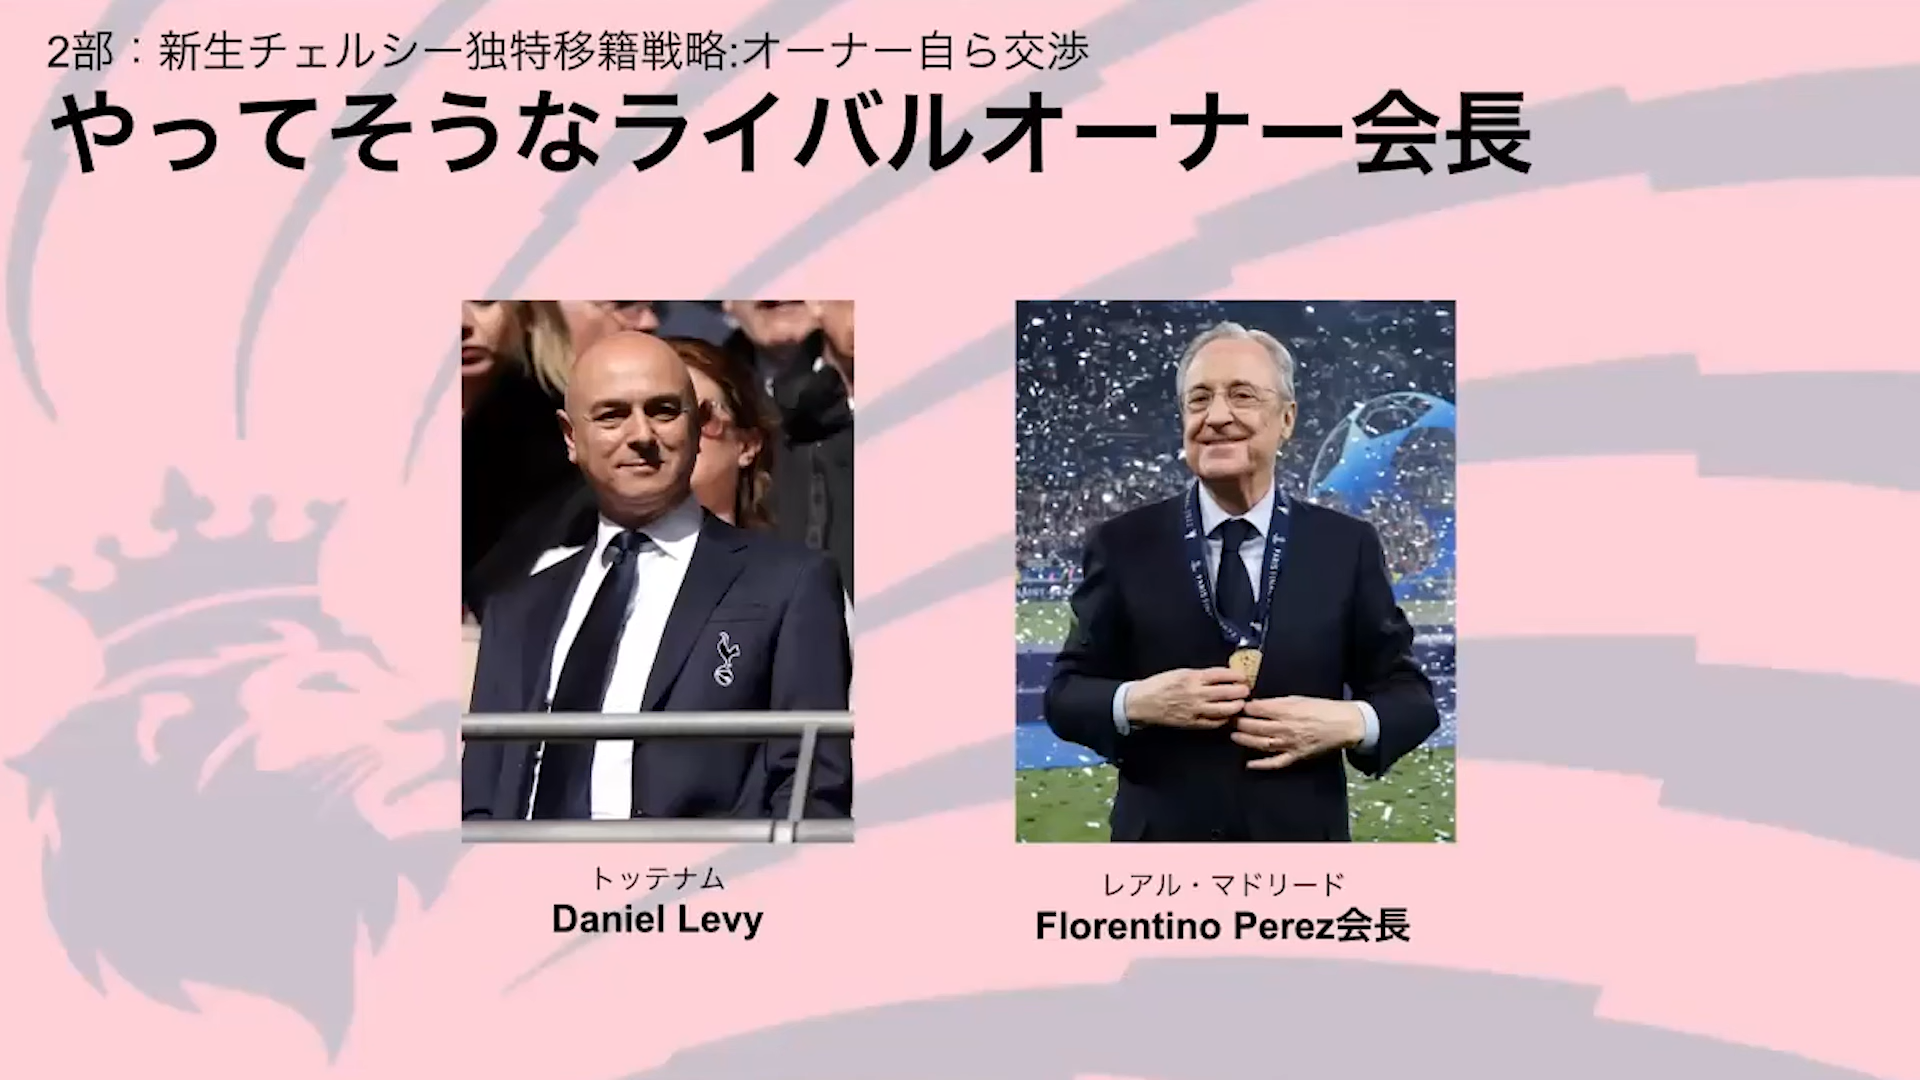 2部：新生チェルシー独特移籍戦略:オーナー自ら交渉
やってそうなライバルオーナー会長
トッテナム
Daniel Levy
レアル・マドリード
Florentino Perez会長